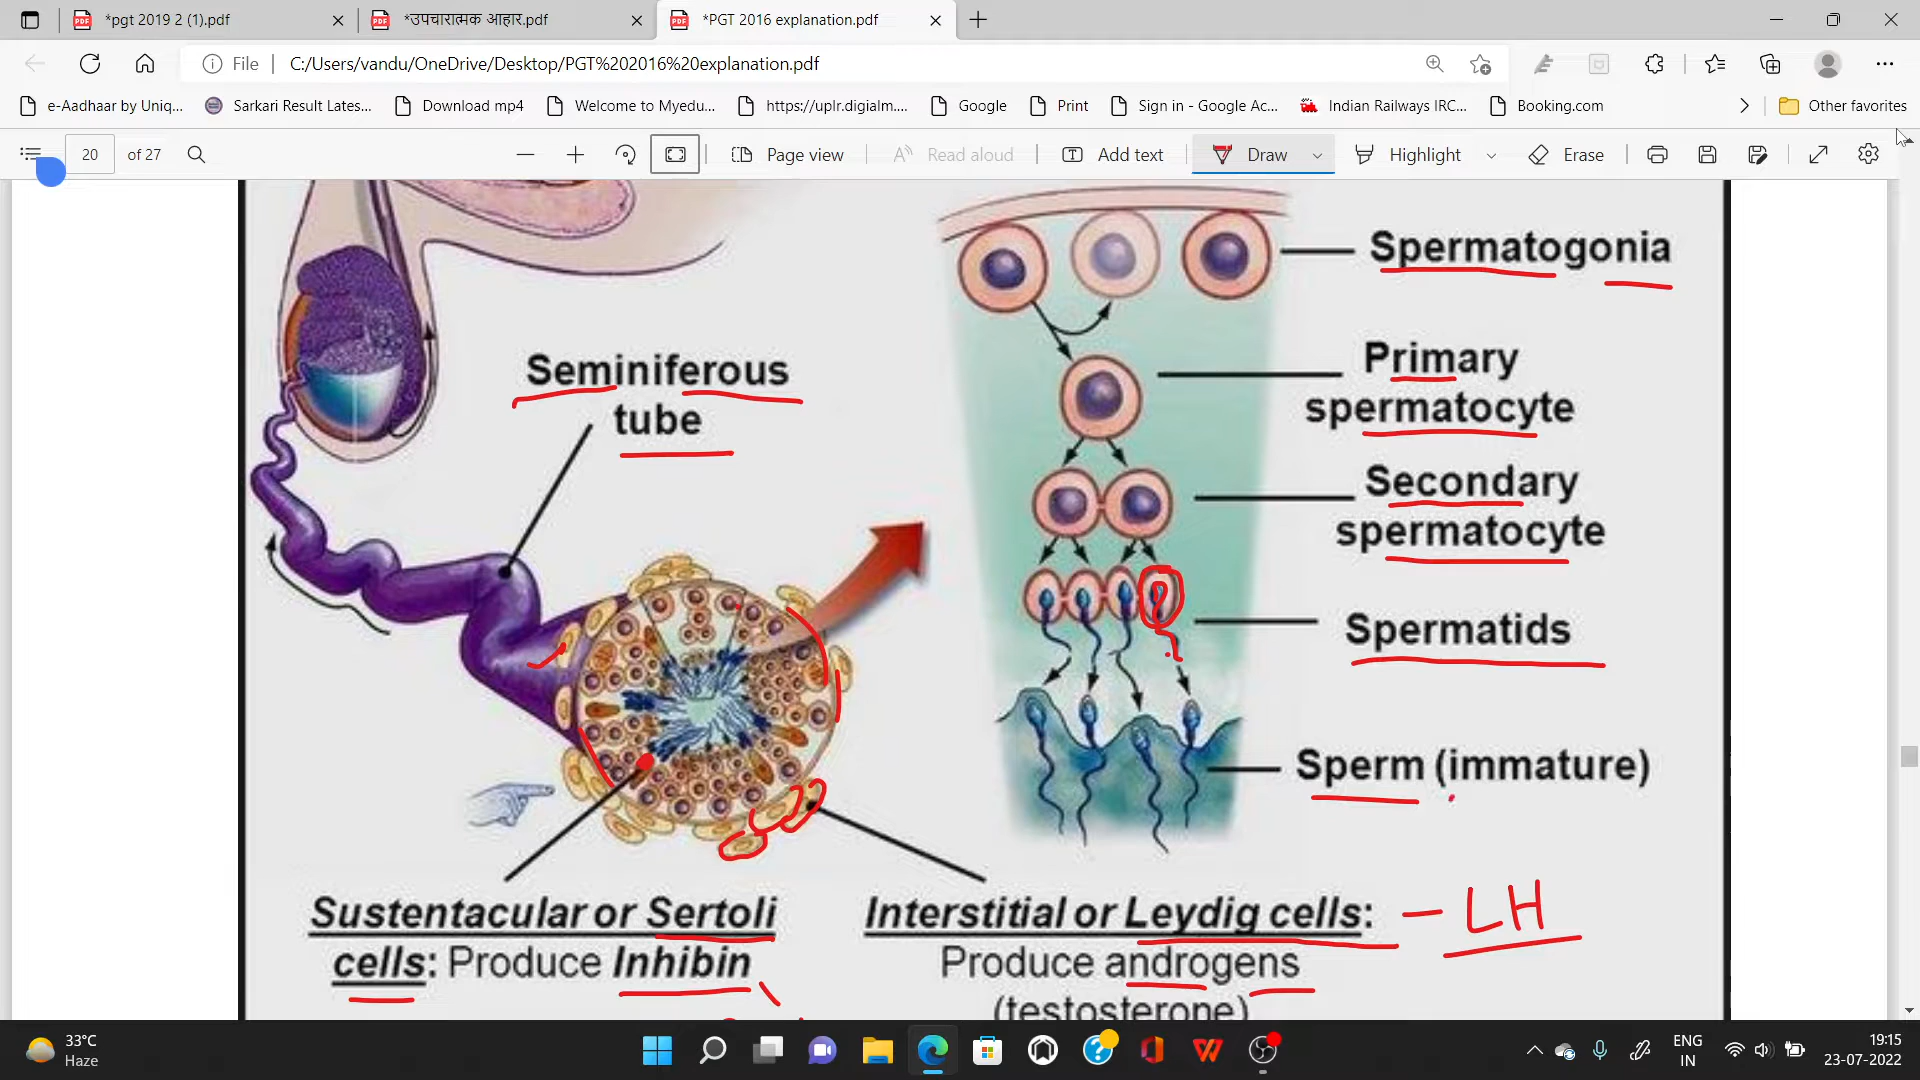 *pgt 2019 2 (1).pdf
*उपचारात्मक आहार.pdf
*PGT 2016 explanation.pdf
File
C:/Users/vandu/OneDrive/Desktop/PGT%202016%20explanation.pdf
e-Aadhaar by Uniq...
Sarkari Result Lates...
Download mp4
Welcome to Myedu...
https://uplr.digialm....
Google
Print
Sign in - Google Ac...
Indian Railways IRC...
Booking.com
Other favorites
20 of 27
Page view
Read aloud
Add text
Draw
Highlight
Erase
Spermatogonia
Primary
spermatocyte
Seminiferous
tube
Secondary
spermatocyte
Spermatids
Sperm (immature)
Sustentacular or Sertoli
cells: Produce Inhibin
Interstitial or Leydig cells: - LH
Produce androgens
(testosterone)
33°C
Haze
ENG
IN
19:15
23-07-2022